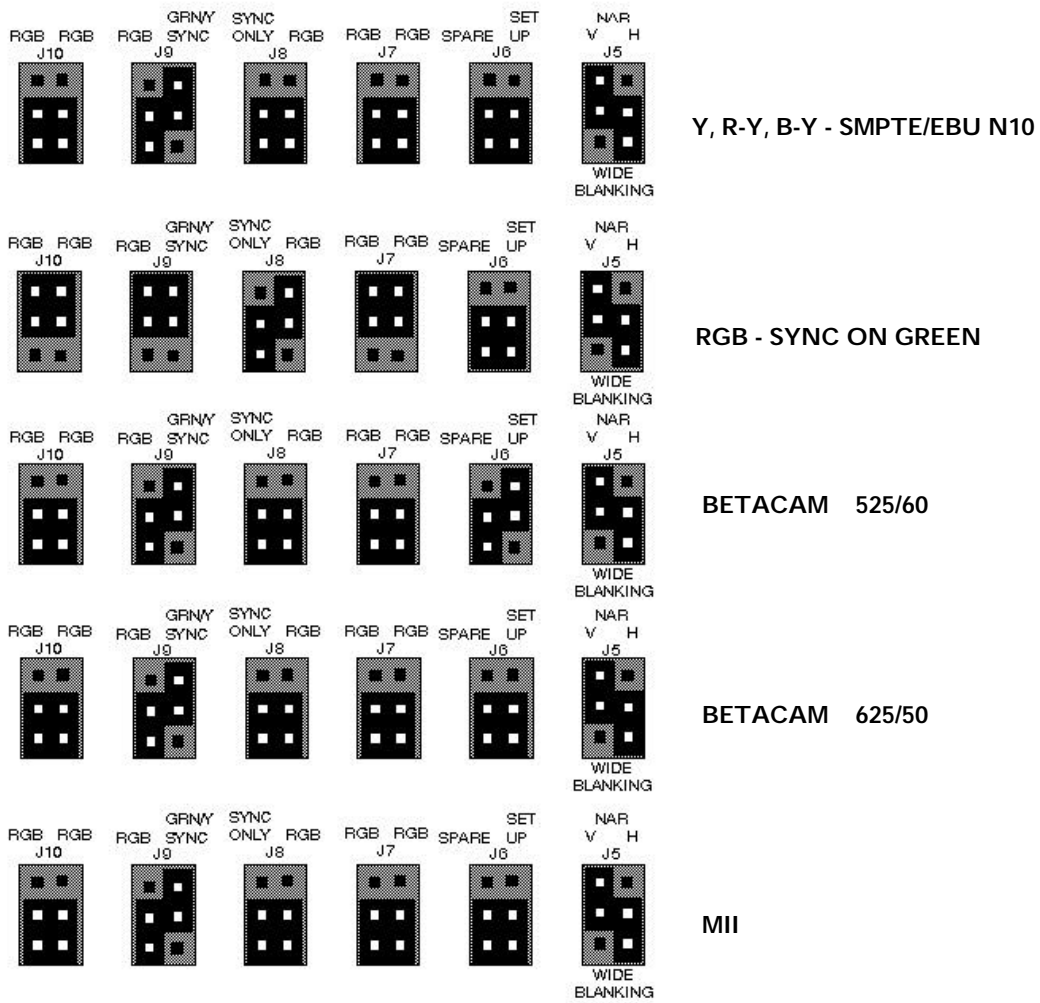 GRN/Y SYNC SET NAR
RGB RGB RGB SYNC ONLY RGB RGB RGB SPARE UP V H
J10 J9 J8 J7 J6 J5
Y, R-Y, B-Y - SMPTE/EBU N10
WIDE
BLANKING
GRN/Y SYNC SET NAR
RGB RGB RGB SYNC ONLY RGB RGB RGB SPARE UP V H
J10 J9 J8 J7 J6 J5
RGB - SYNC ON GREEN
WIDE
BLANKING
GRN/Y SYNC SET NAR
RGB RGB RGB SYNC ONLY RGB RGB RGB SPARE UP V H
J10 J9 J8 J7 J6 J5
BETACAM 525/60
WIDE
BLANKING
GRN/Y SYNC SET NAR
RGB RGB RGB SYNC ONLY RGB RGB RGB SPARE UP V H
J10 J9 J8 J7 J6 J5
BETACAM 625/50
WIDE
BLANKING
GRN/Y SYNC SET NAR
RGB RGB RGB SYNC ONLY RGB RGB RGB SPARE UP V H
J10 J9 J8 J7 J6 J5
MII
WIDE
BLANKING